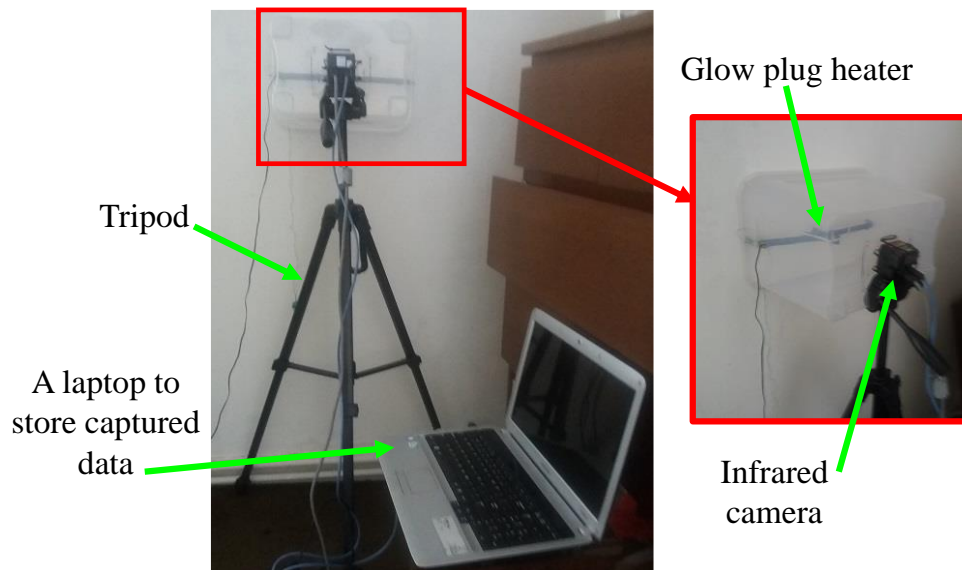 Glow plug heater
Tripod
A laptop to
store captured
data
Infrared
camera